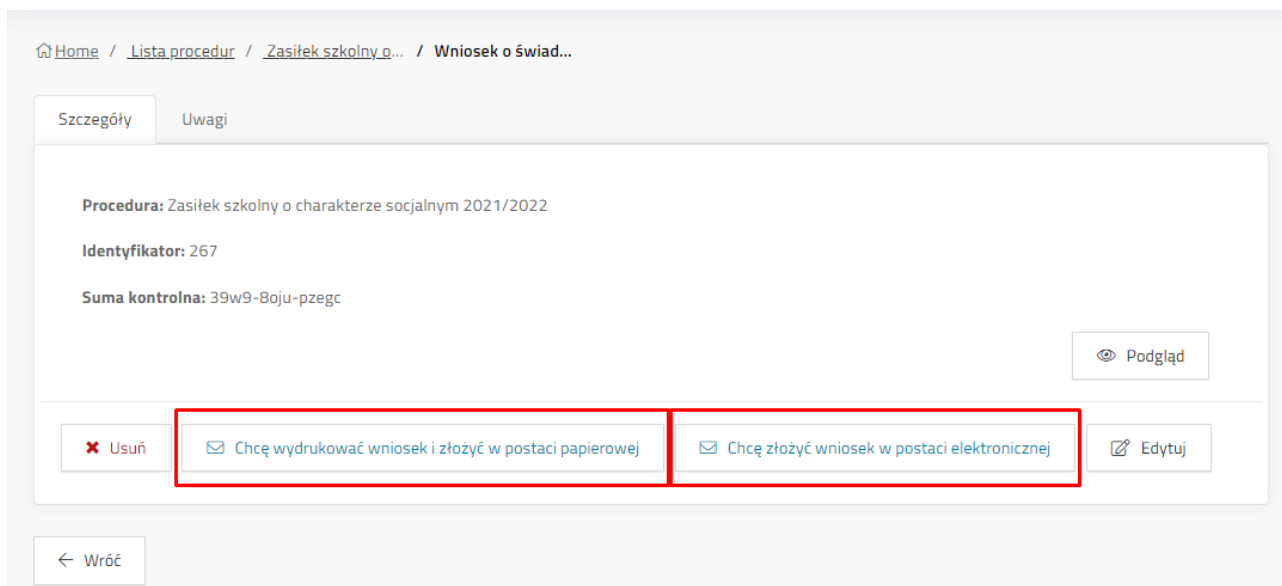 Home / Lista procedur / Zasiłek szkolny o... / Wniosek o świad...
Szczegóły Uwagi
Procedura: Zasiłek szkolny o charakterze socjalnym 2021/2022
Identyfikator: 267
Suma kontrolna: 39w9-8oju-pzegc
Podgląd
Usuń Chcę wydrukować wniosek i złożyć w postaci papierowej Chcę złożyć wniosek w postaci elektronicznej Edytuj
Wróć